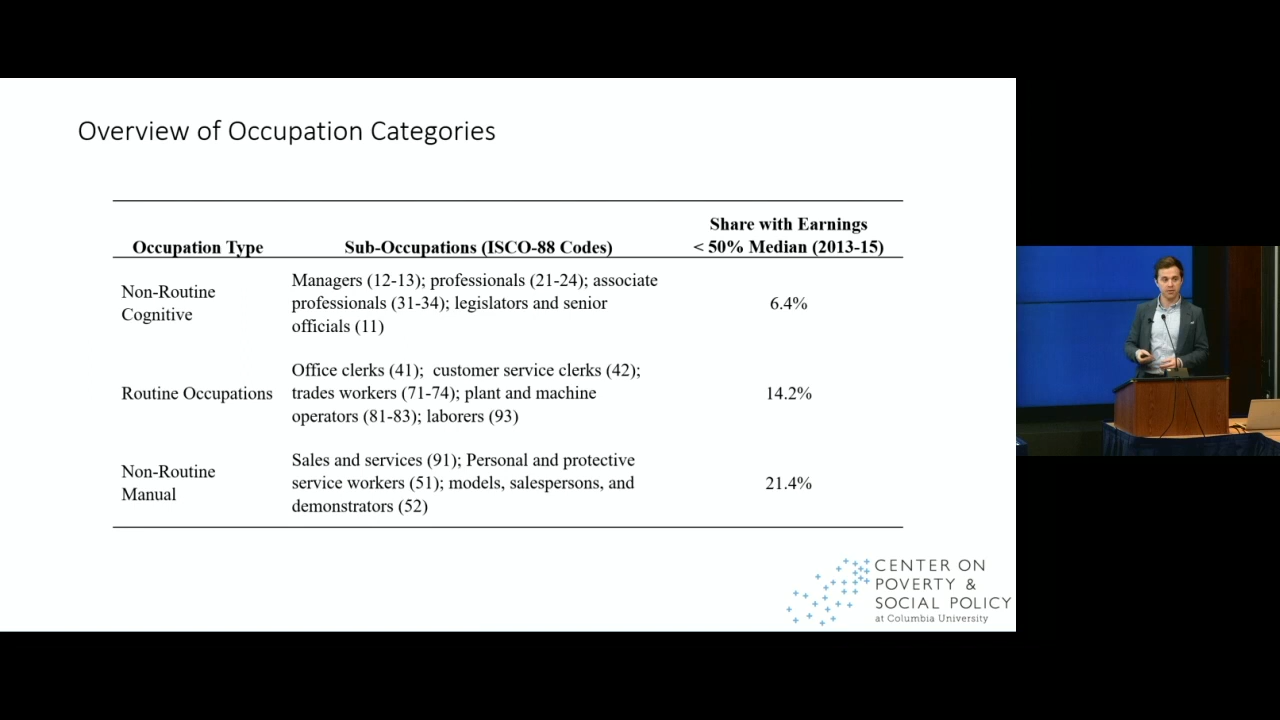 Overview of Occupation Categories
Share with Earnings
Occupation Type Sub-Occupations (ISCO-88 Codes) < 50% Median (2013-15)
Managers (12-13); professionals (21-24); associate
Non-Routine
professionals (31-34); legislators and senior
6.4%
Cognitive
officials (11)
Office clerks (41); customer service clerks (42);
Routine Occupations trades workers (71-74); plant and machine 14.2%
operators (81-83); laborers (93)
Sales and services (91); Personal and protective
Non-Routine
service workers (51); models, salespersons, and
21.4%
Manual
demonstrators (52)
CENTER ON
POVERTY &
SOCIAL POLICY
at Columbia University